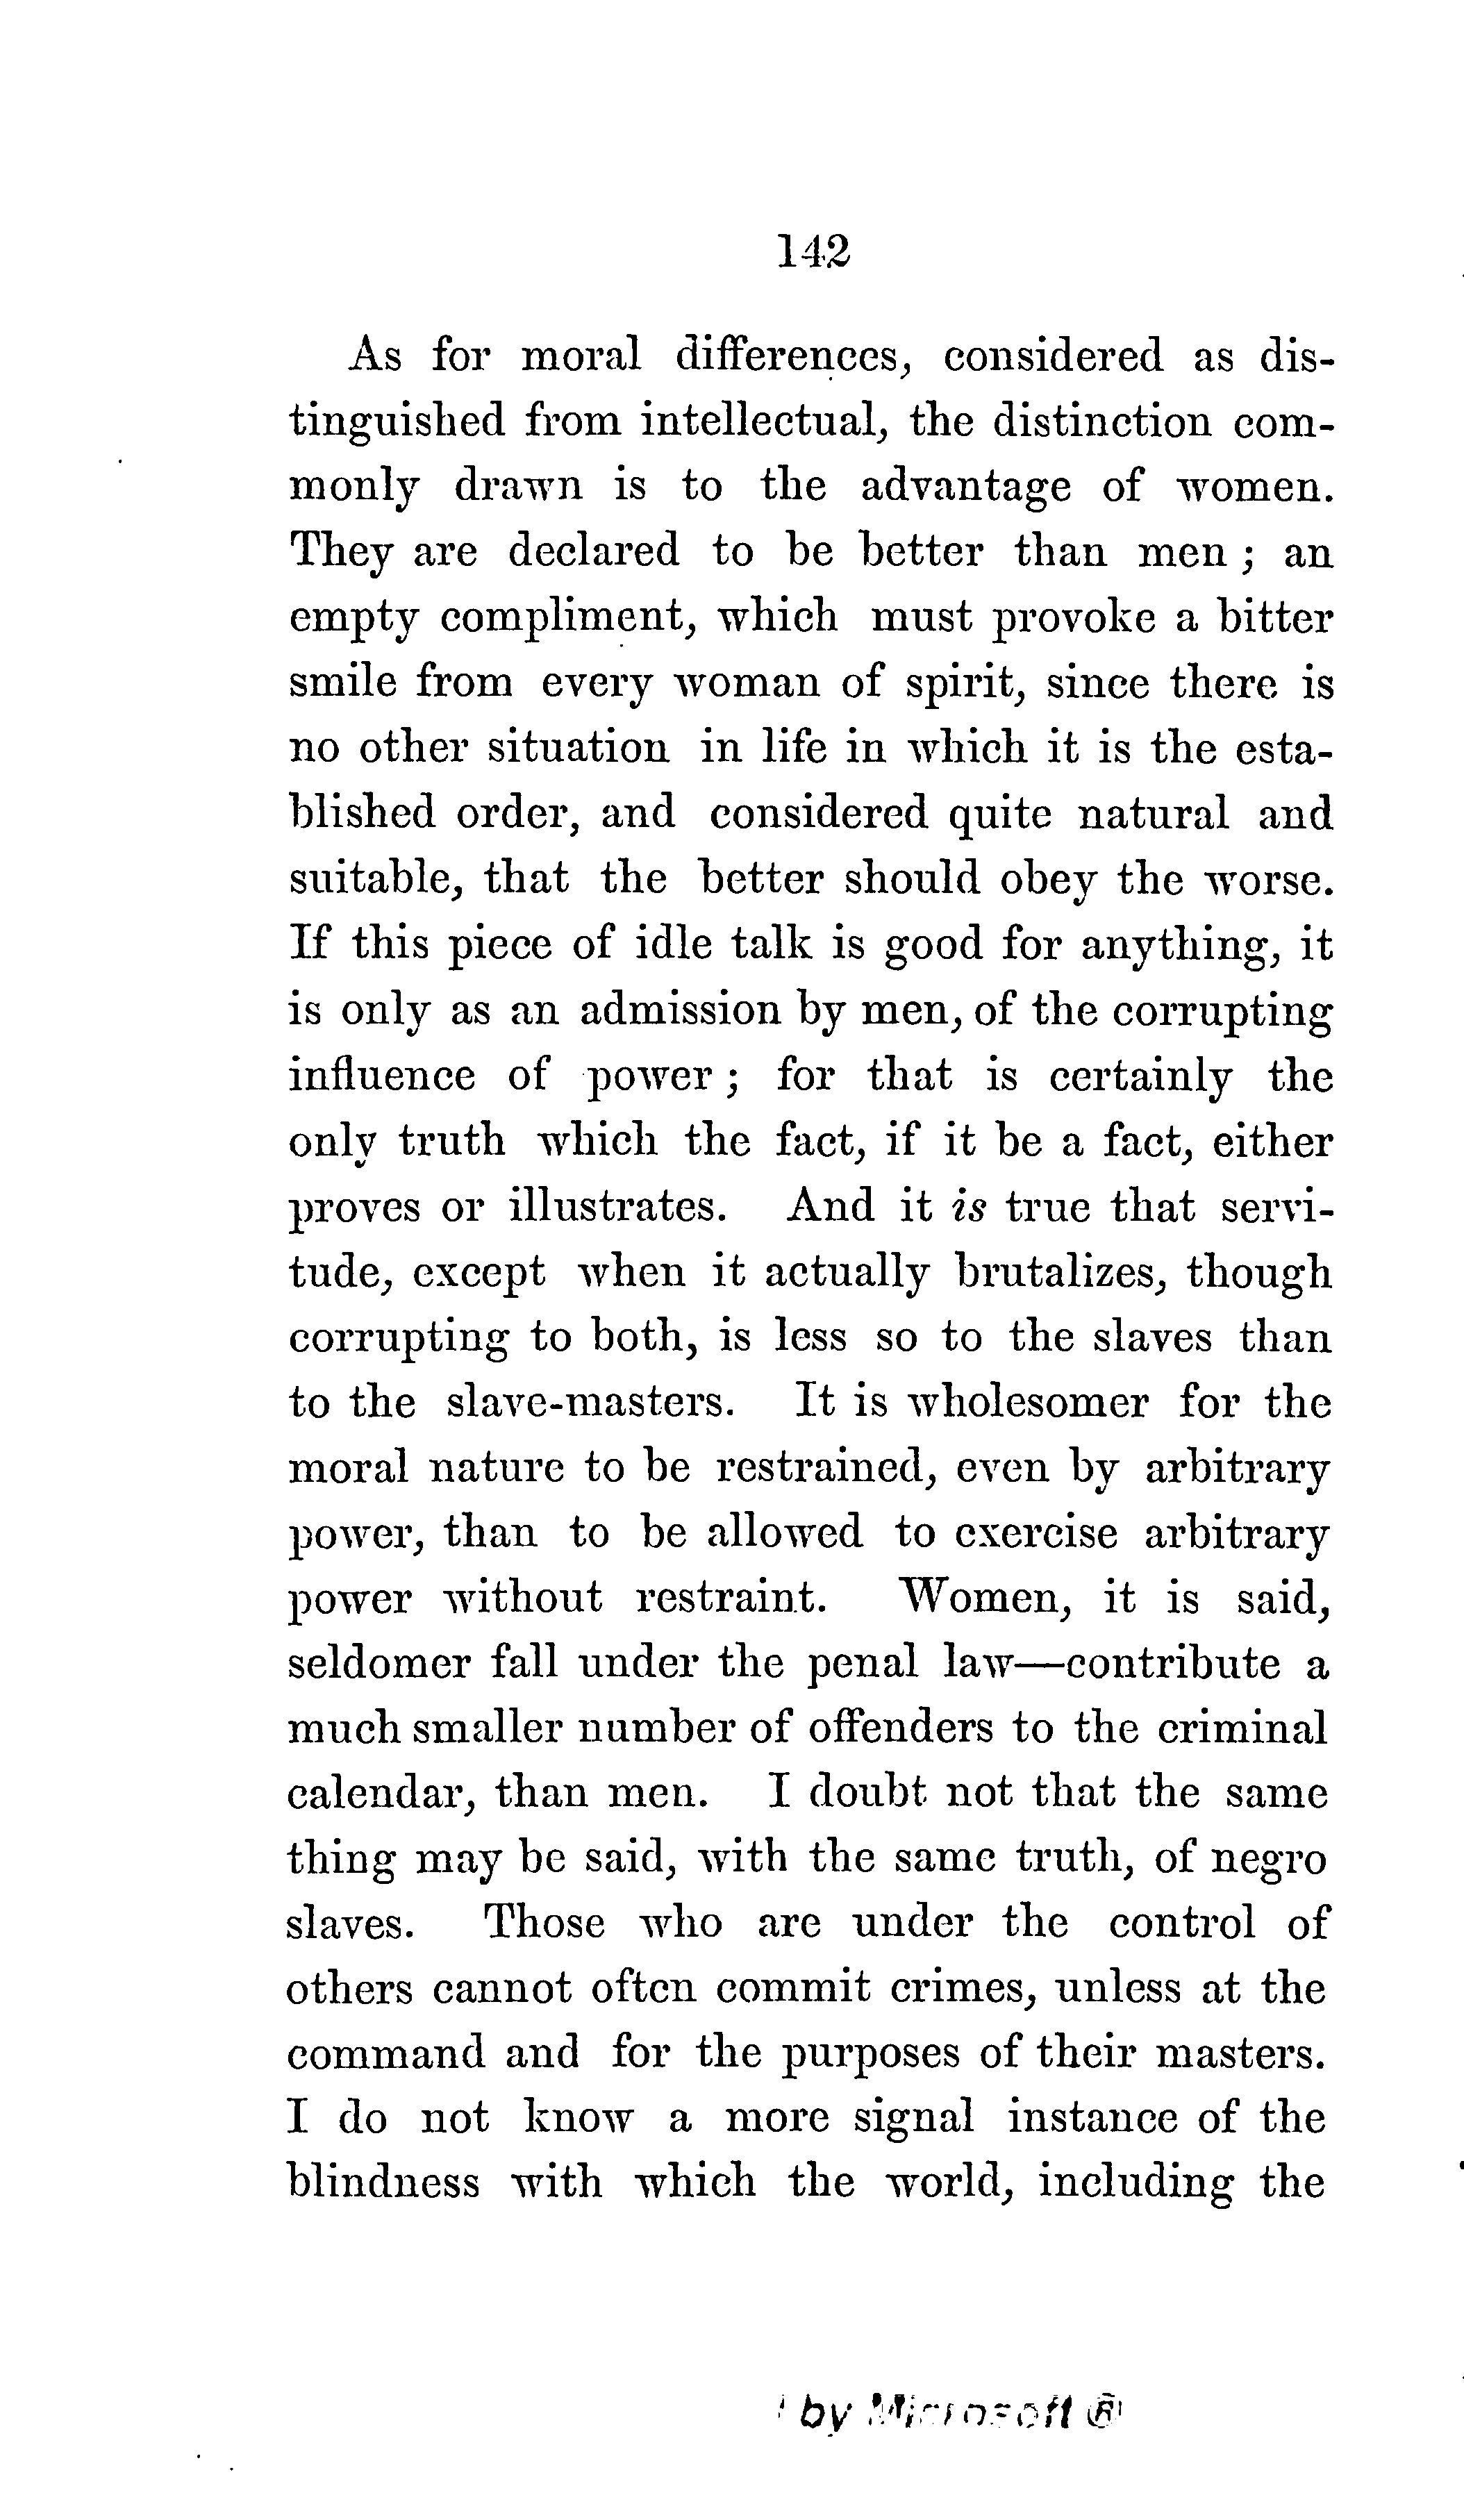 142
As for moral differences, considered as dis-
tinguished from intellectual, the distinction com-
monly drawn is to the advantage of women.
They are declared to be better than men ; an
empty compliment, which must provoke a bitter
smile from every woman of spirit, since there is
no other situation in life in which it is the esta-
blished order, and considered quite natural and
suitable, that the better should obey the worse.
If this piece of idle talk is good for anything, it
is only as an admission by men, of the corrupting
influence of power ; for that is certainly the
only truth which the fact, if it be a fact, either
proves or illustrates. And it is true that servi-
tude, except when it actually brutalizes, though
corrupting to both, is less so to the slaves than
to the slave-masters. It is wholesomer for the
moral nature to be restrained, even by arbitrary
power, than to be allowed to exercise arbitrary
power without restraint. Women, it is said,
seldomer fall under the penal law—contribute a
much smaller number of offenders to the criminal
calendar, than men. I doubt not that the same
thing may be said, with the same truth, of negro
slaves. Those who are under the control of
others cannot often commit crimes, unless at the
command and for the purposes of their masters.
I do not know a more signal instance of the
blindness with which the world, including the
by Microsoft ®